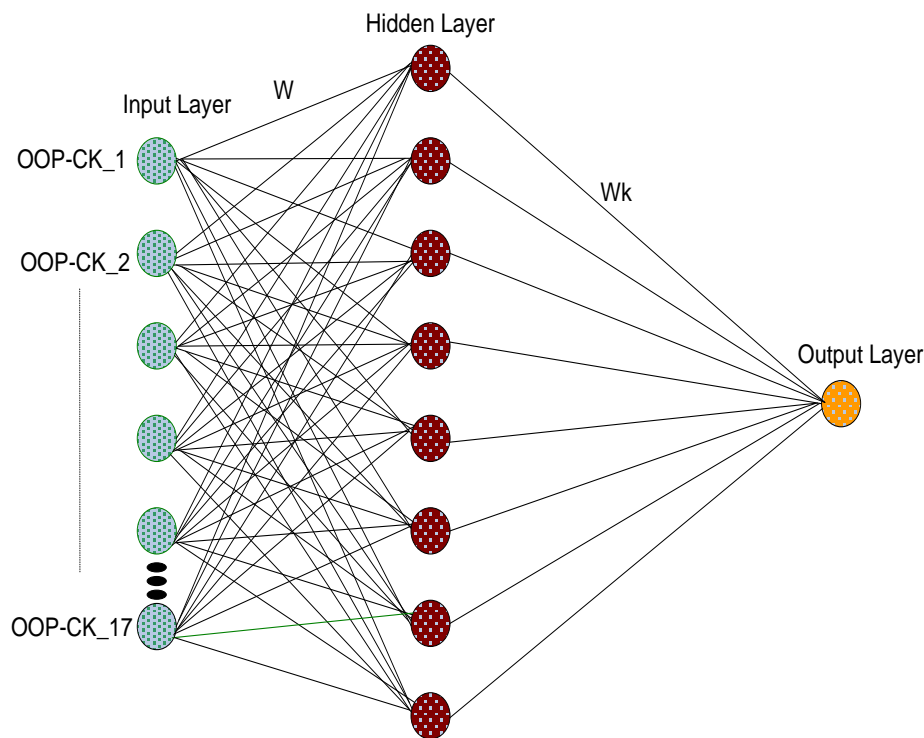 Hidden Layer
W
Input Layer
OOP-CK_1
Wk
OOP-CK_2
Output Layer
OOP-CK_17